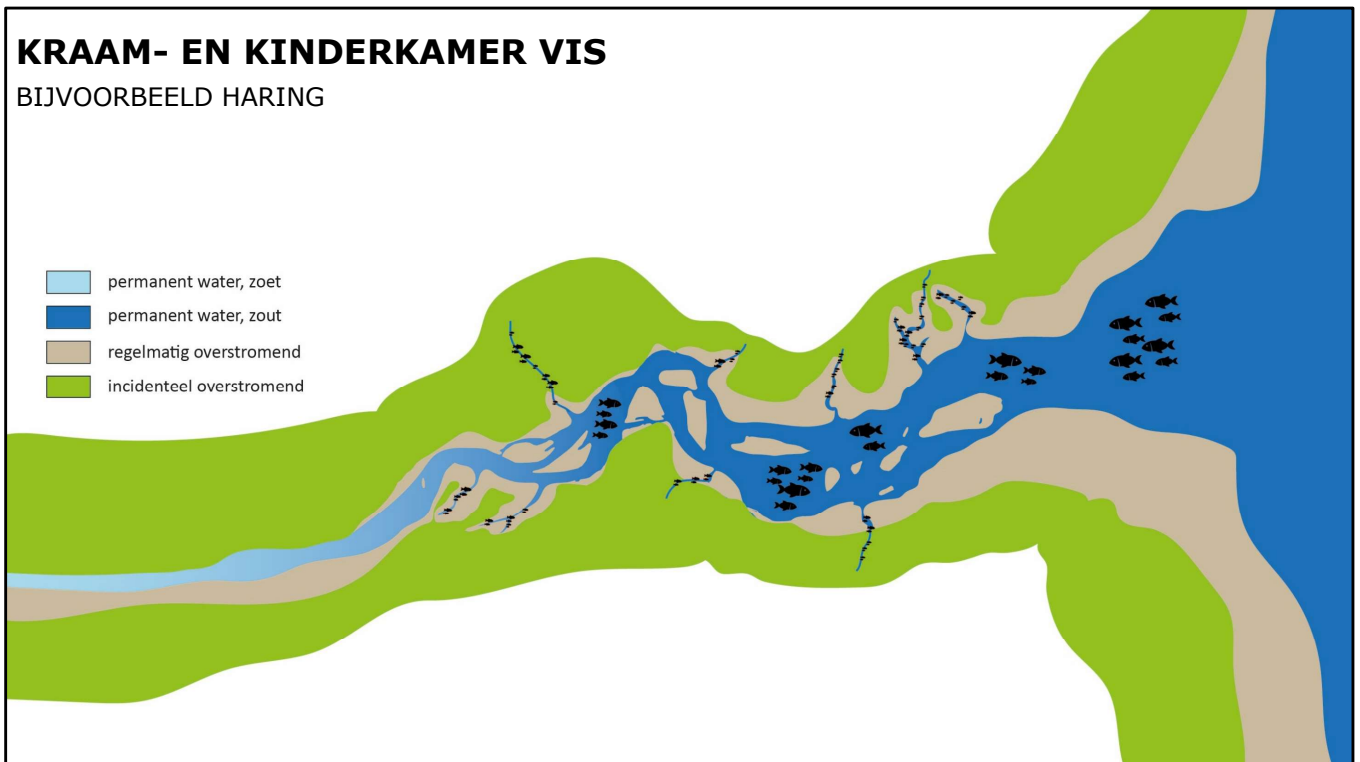 KRAAM- EN KINDERKAMER VIS
BIJVOORBEELD HARING
permanent water, zoet
permanent water, zout
regelmatig overstromend
incidenteel overstromend